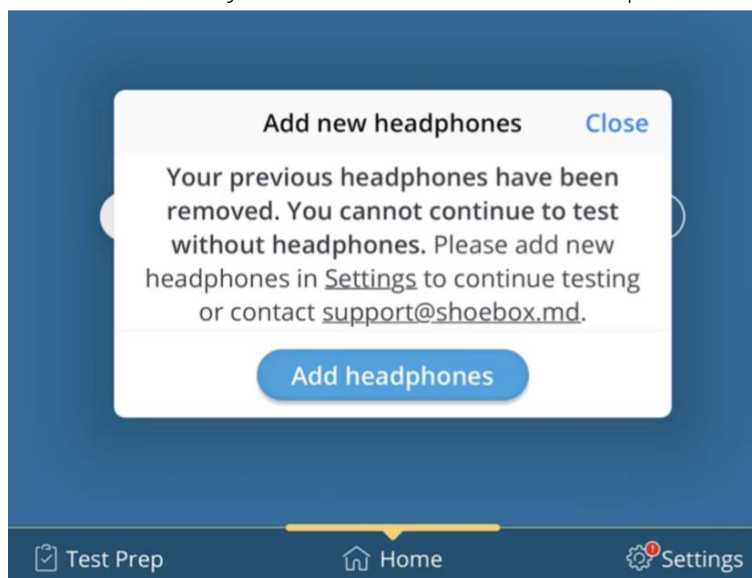 Add new headphones Close
Your previous headphones have been
removed. You cannot continue to test
without headphones. Please add new
headphones in Settings to continue testing
or contact support@shoebox.md.
Add headphones
Test Prep Home Settings